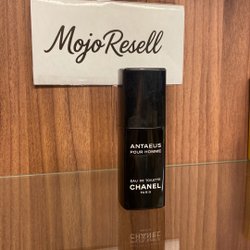 MojoResell
ANTAEUS
POUR HOMME
EAU DE TOILETTE
CHANEL
PARIS